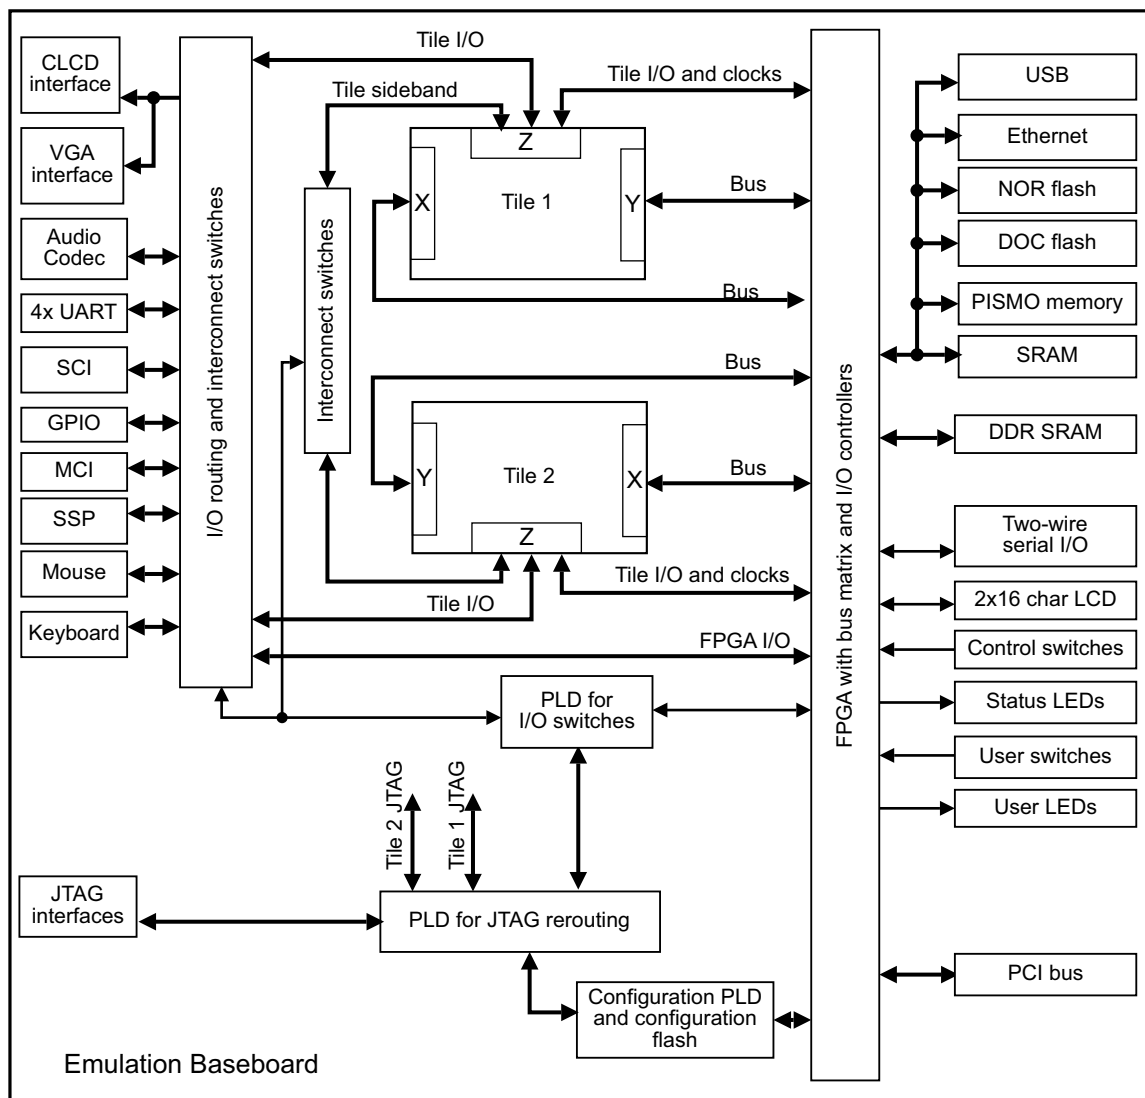 CLCD
interface
VGA
interface
Audio
Codec
4x UART
SCI
GPIO
MCI
SSP
Mouse
Keyboard
I/O routing and interconnect switches
Tile I/O
Tile sideband
Tile I/O and clocks
Interconnect switches
Z
X
Tile 1
Y
Bus
Bus
Bus
Y
Tile 2
X
Bus
Z
Tile I/O and clocks
Tile I/O
FPGA I/O
PLD for
I/O switches
Tile 2 JTAG
Tile 1 JTAG
JTAG
interfaces
PLD for JTAG rerouting
Configuration PLD
and configuration
flash
FPGA with bus matrix and I/O controllers
USB
Ethernet
NOR flash
DOC flash
PISMO memory
SRAM
DDR SRAM
Two-wire
serial I/O
2x16 char LCD
Control switches
Status LEDs
User switches
User LEDs
PCI bus
Emulation Baseboard